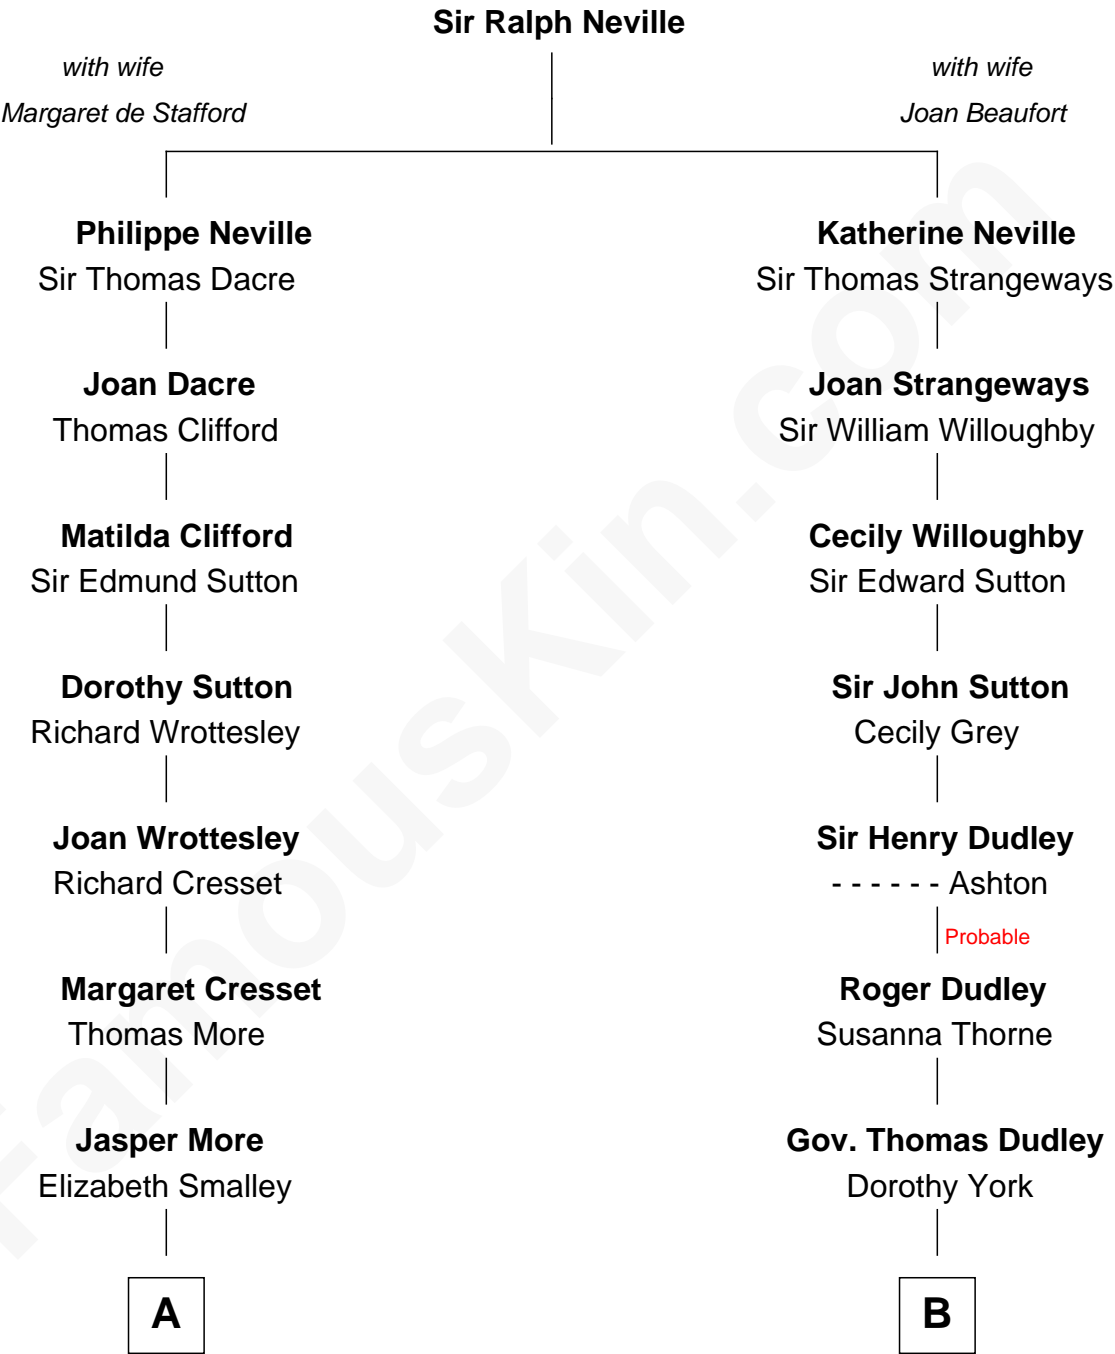 Sir Ralph Neville
with wife
Margaret de Stafford
with wife
Joan Beaufort
Philippe Neville
Sir Thomas Dacre
Katherine Neville
Sir Thomas Strangeways
Joan Dacre
Thomas Clifford
Joan Strangeways
Sir William Willoughby
Matilda Clifford
Sir Edmund Sutton
Cecily Willoughby
Sir Edward Sutton
Dorothy Sutton
Richard Wrottesley
Sir John Sutton
Cecily Grey
Joan Wrottesley
Richard Cresset
Sir Henry Dudley
- - - - - - Ashton
Probable
Margaret Cresset
Thomas More
Roger Dudley
Susanna Thorne
Jasper More
Elizabeth Smalley
Gov. Thomas Dudley
Dorothy York
A
B
FamousKin.com